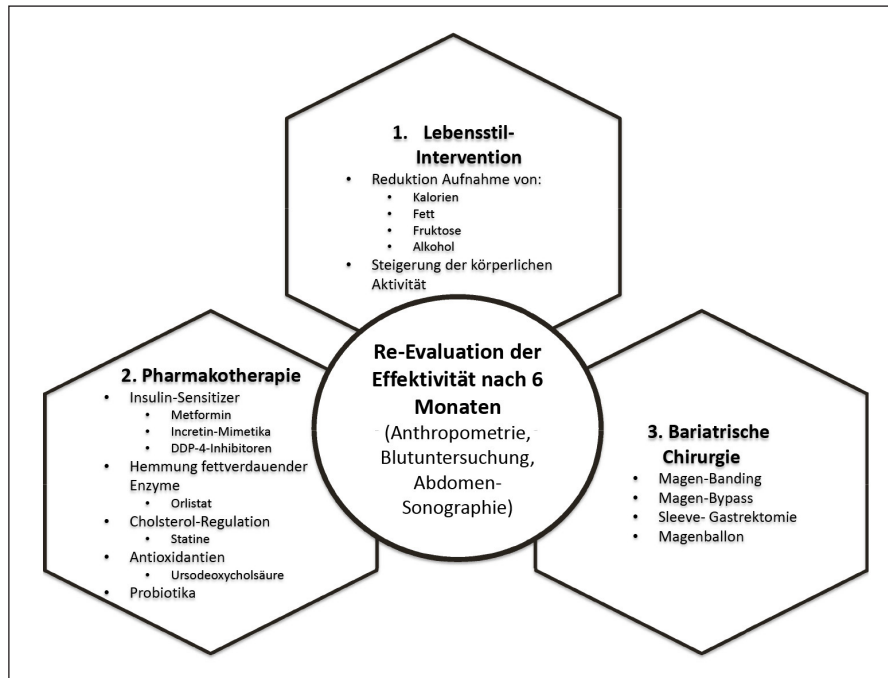 1. Lebensstil-
Intervention
• Reduktion Aufnahme von:
• Kalorien
• Fett
• Fruktose
• Alkohol
• Steigerung der körperlichen
Aktivität
Re-Evaluation der
Effektivität nach 6
Monaten
(Anthropometrie,
Blutuntersuchung,
Abdomen-
Sonographie)
2. Pharmakotherapie
• Insulin-Sensitizer
• Metformin
• Incretin-Mimetika
• DDP-4-Inhibitoren
• Hemmung fettverdauender
Enzyme
• Orlistat
• Cholsterol-Regulation
• Statine
• Antioxidantien
• Ursodeoxycholsäure
• Probiotika
3. Bariatrische
Chirurgie
• Magen-Banding
• Magen-Bypass
• Sleeve- Gastrektomie
• Magenballon